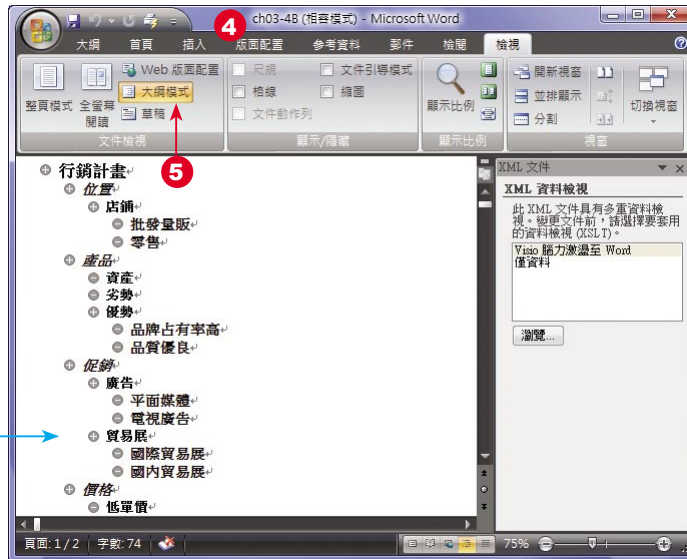 4
ch03-4B (相容模式) - Microsoft Word
大綱 首頁 插入 版面配置 參考資料 郵件 檢閱 檢視
整頁模式 全螢幕閱讀 Web 版面配置 大綱模式 草稿
文件檢視
尺規 格線 文件動作列 文件引導模式 縮圖
顯示/隱藏
顯示比例
顯示比例
開新視窗 並排顯示 分割 切換視窗
視窗
5
行銷計畫
位置
店鋪
批發量販
零售
產品
資產
劣勢
優勢
品牌占有率高
品質優良
促銷
廣告
平面媒體
電視廣告
貿易展
國際貿易展
國內貿易展
價格
低單價
XML 文件
XML 資料檢視
此 XML 文件具有多重資料檢
視。變更文件前，請選擇要套用
的資料檢視 (XSLT)。
Visio 腦力激盪至 Word
僅資料
瀏覽...
頁面: 1/2 字數: 74 75%